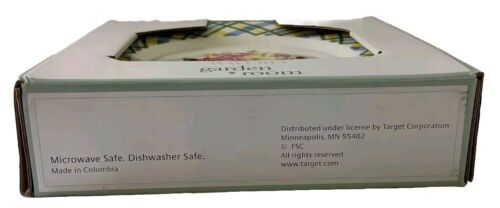 garden
room
Microwave Safe. Dishwasher Safe.
Made in Colombia
Distributed under license by Target Corporation
Minneapolis, MN 55402
© FSC
All rights reserved
www.target.com